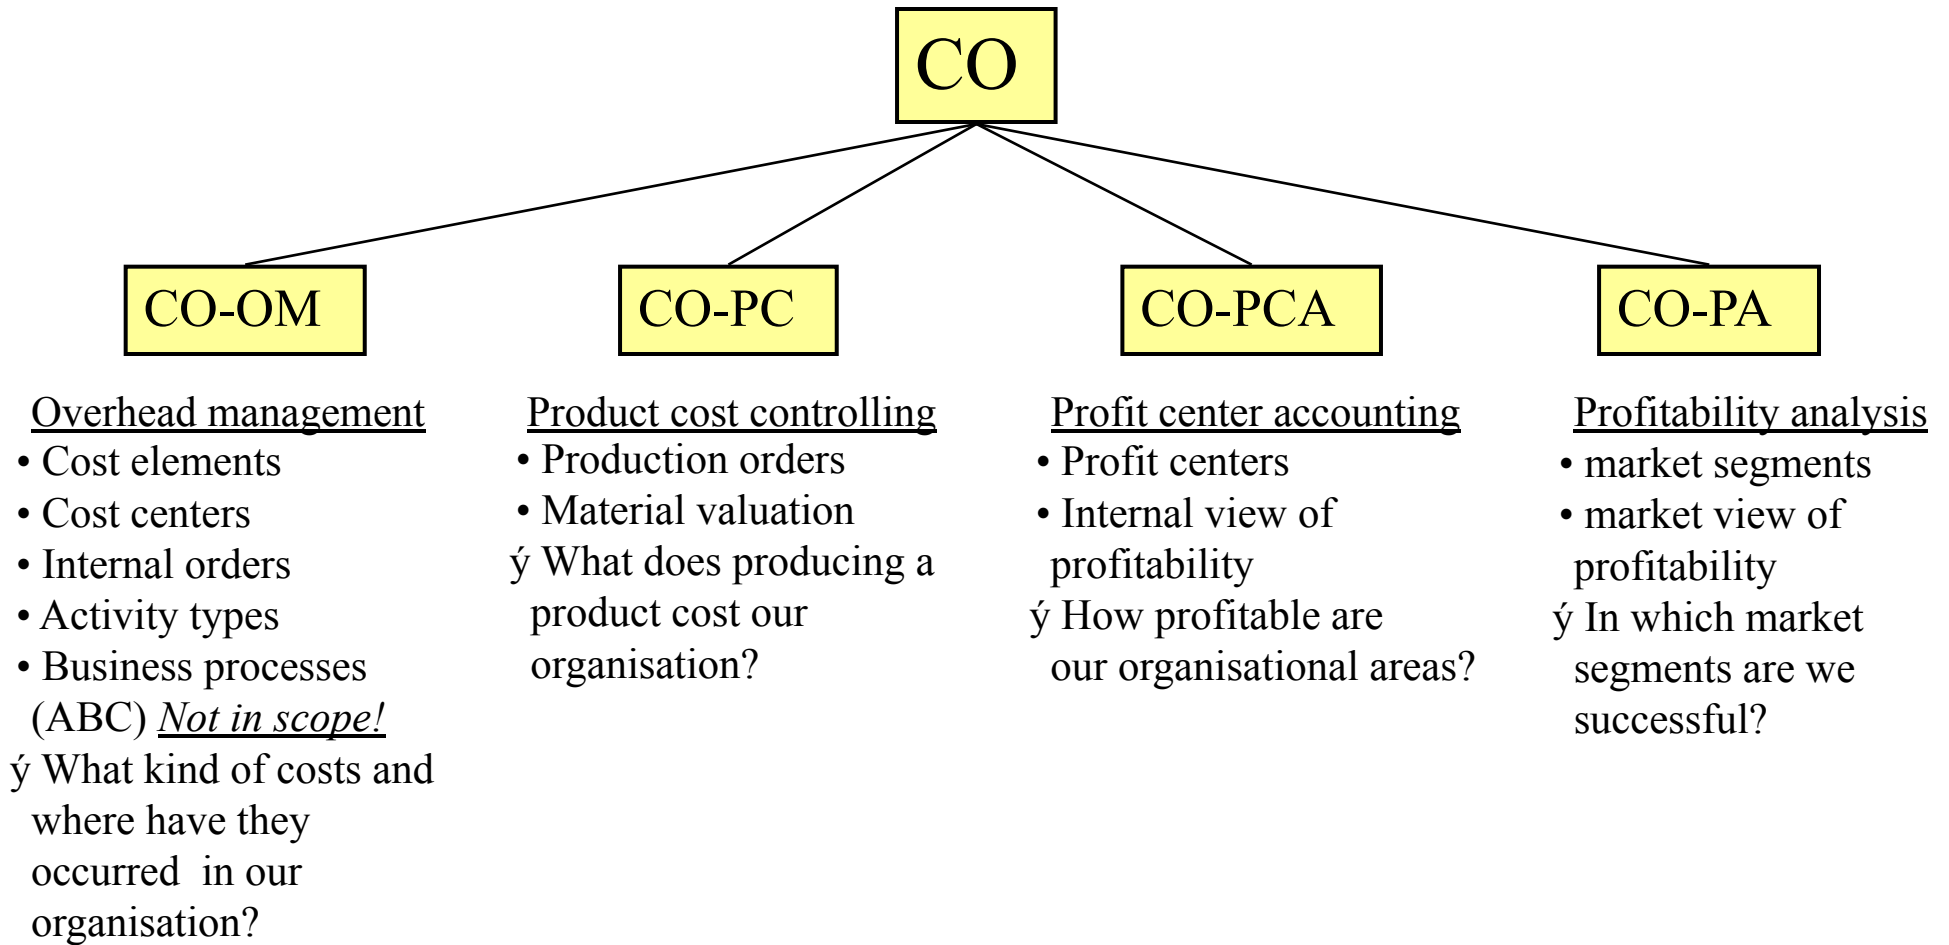 CO
CO-OM
CO-PC
CO-PCA
CO-PA
Overhead management
• Cost elements
• Cost centers
• Internal orders
• Activity types
• Business processes
(ABC) Not in scope!
ý What kind of costs and
where have they
occurred  in our
organisation?
Product cost controlling
• Production orders
• Material valuation
ý What does producing a
product cost our
organisation?
Profit center accounting
• Profit centers
• Internal view of
profitability
ý How profitable are
our organisational areas?
Profitability analysis
• market segments
• market view of
profitability
ý In which market
segments are we
successful?